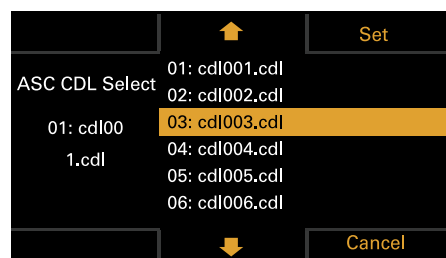 Set
ASC CDL Select
01: cdl00
1.cdl
01: cdl001.cdl
02: cdl002.cdl
03: cdl003.cdl
04: cdl004.cdl
05: cdl005.cdl
06: cdl006.cdl
Cancel